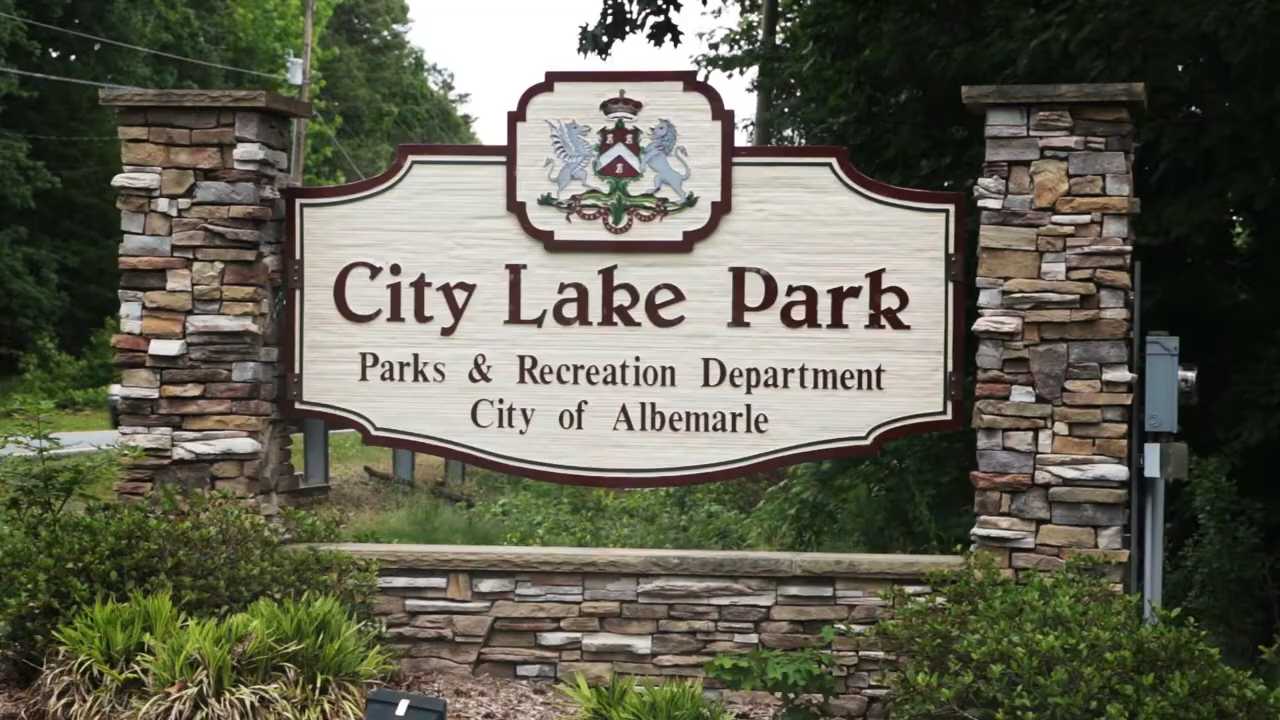 City Lake Park
Parks & Recreation Department
City of Albemarle